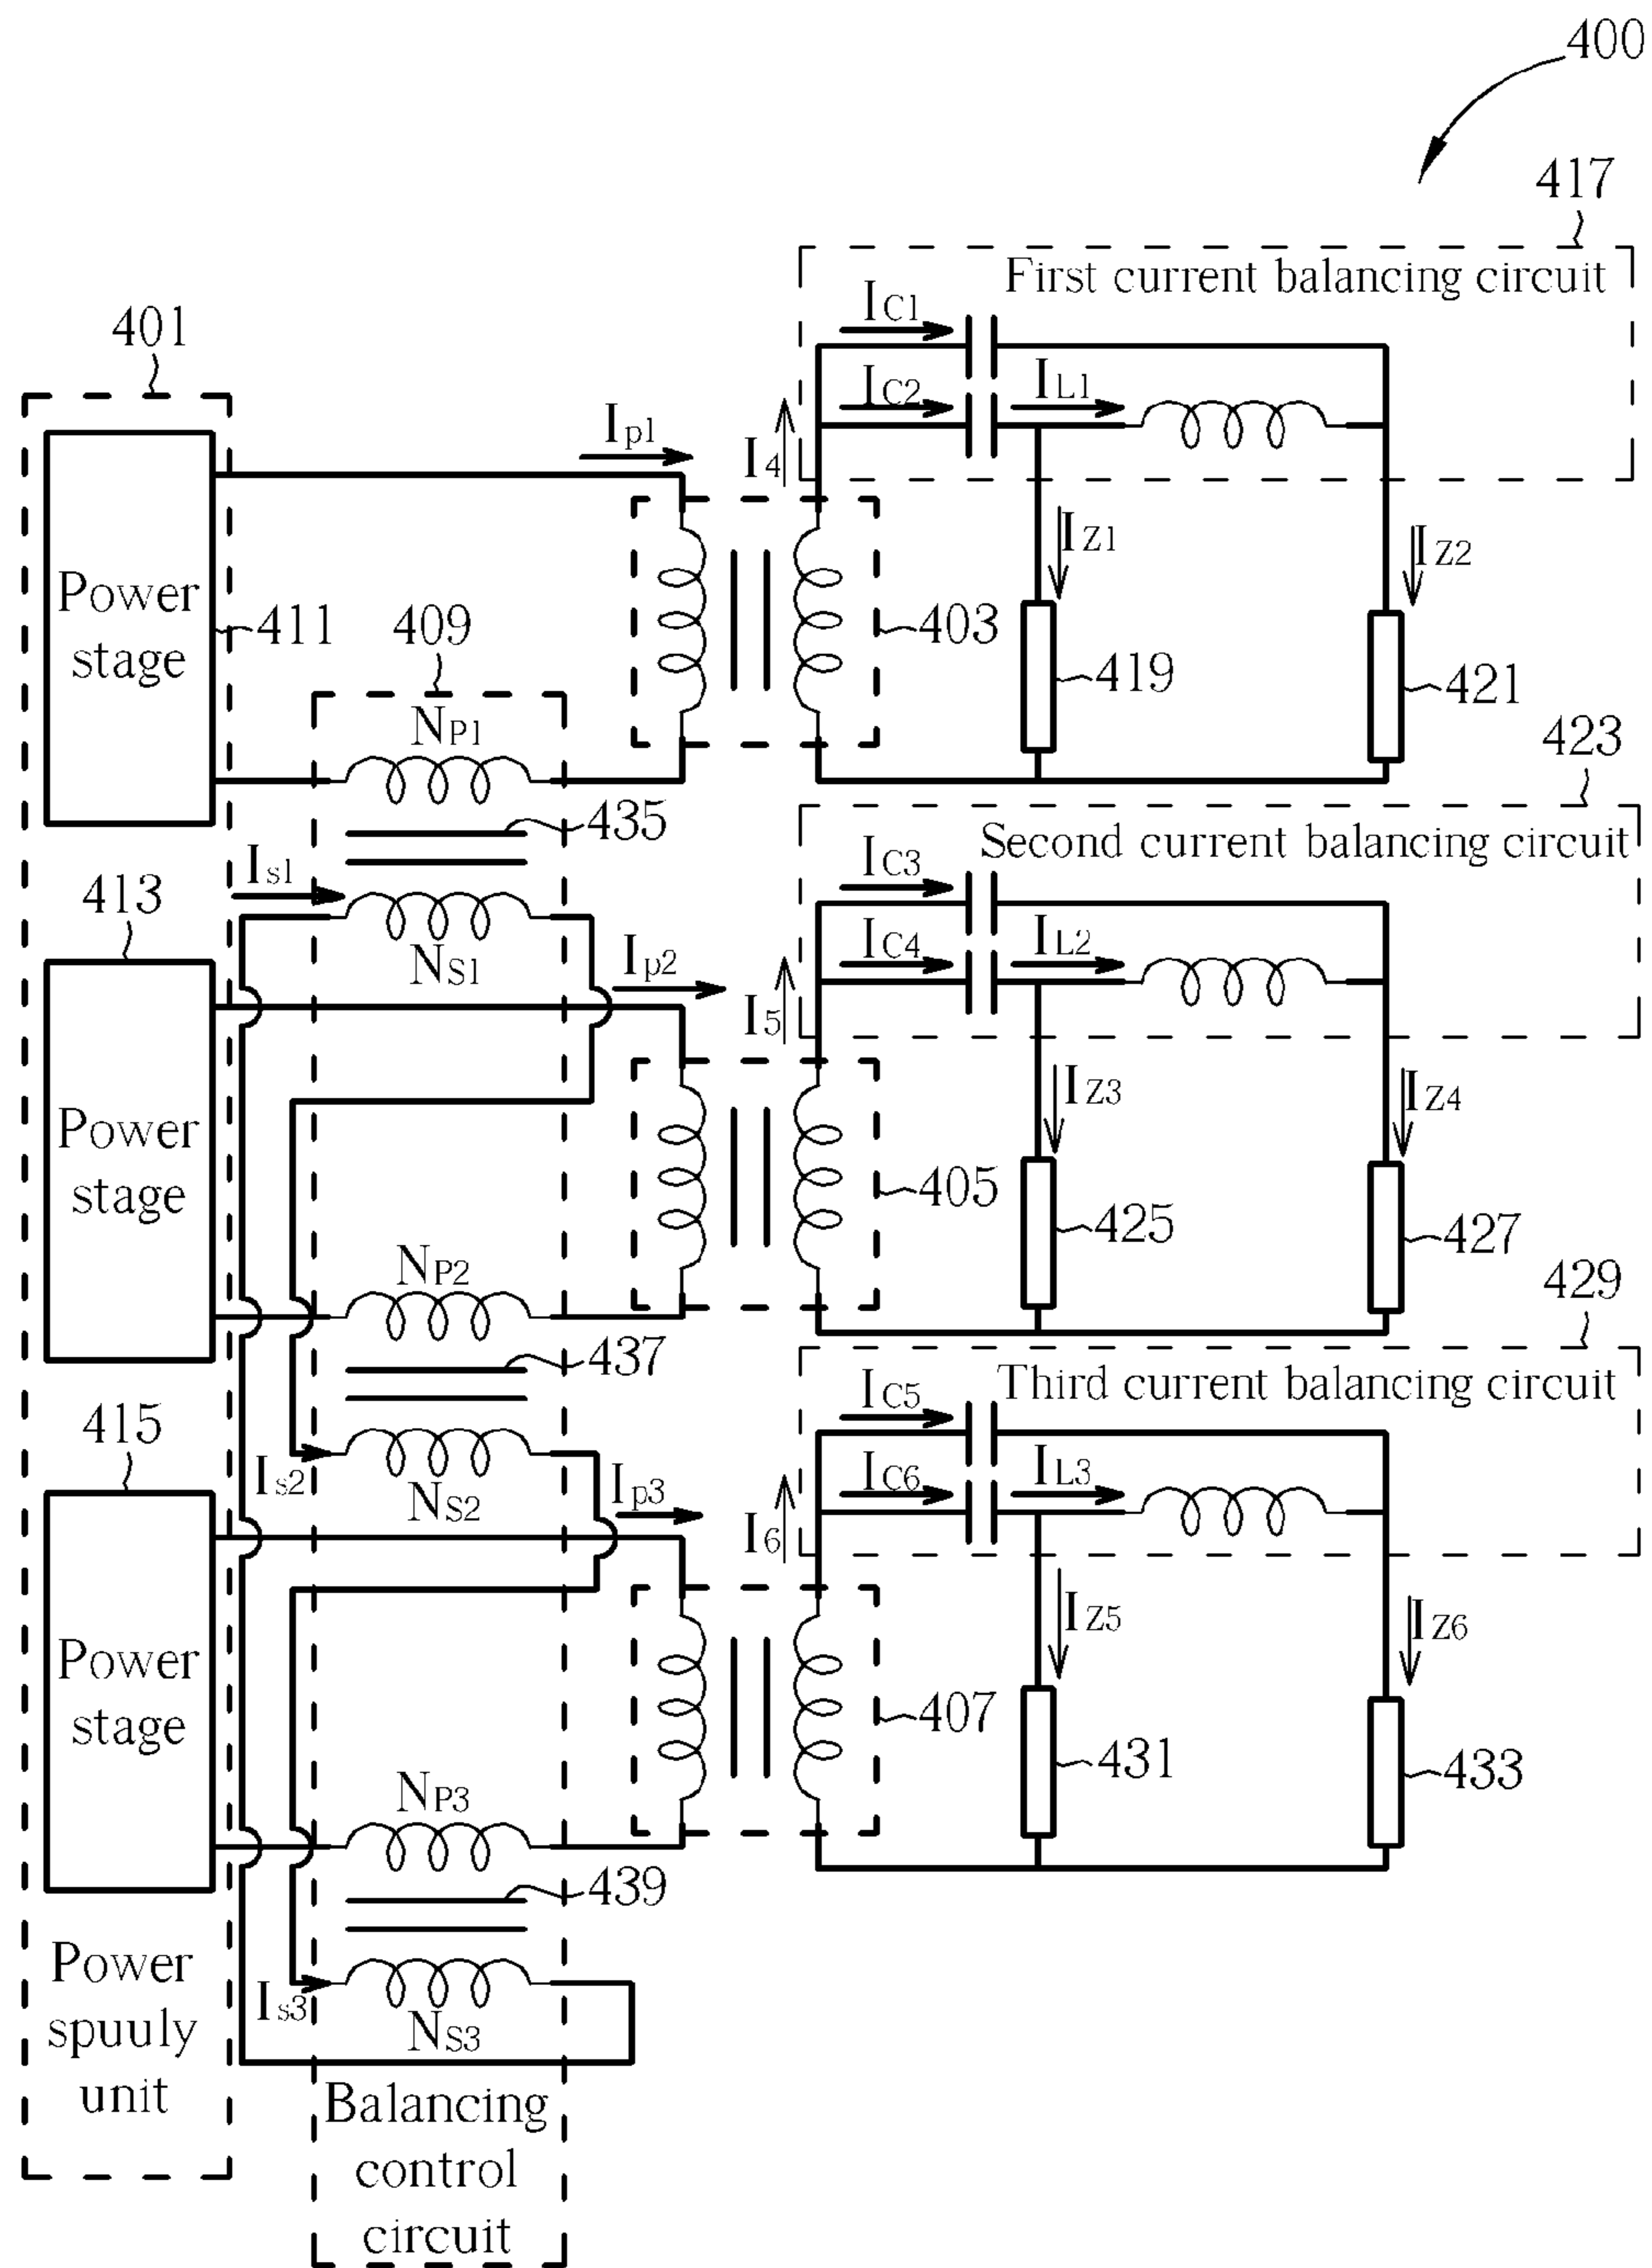 400
417
First current balancing circuit
IC1
401
IC2
IL1
Ip1
I4
IZ1
IZ2
Power
stage
411
409
403
419
421
NP1
423
435
Second current balancing circuit
IC3
Is1
413
IC4
IL2
Ip2
NS1
I5
IZ3
IZ4
Power
stage
405
425
427
NP2
429
437
Third current balancing circuit
IC5
415
Is2
NS2
Ip3
IC6
IL3
I6
IZ5
IZ6
Power
stage
407
431
433
NP3
439
Power
spuuly
unit
Is3
NS3
Balancing
control
circuit